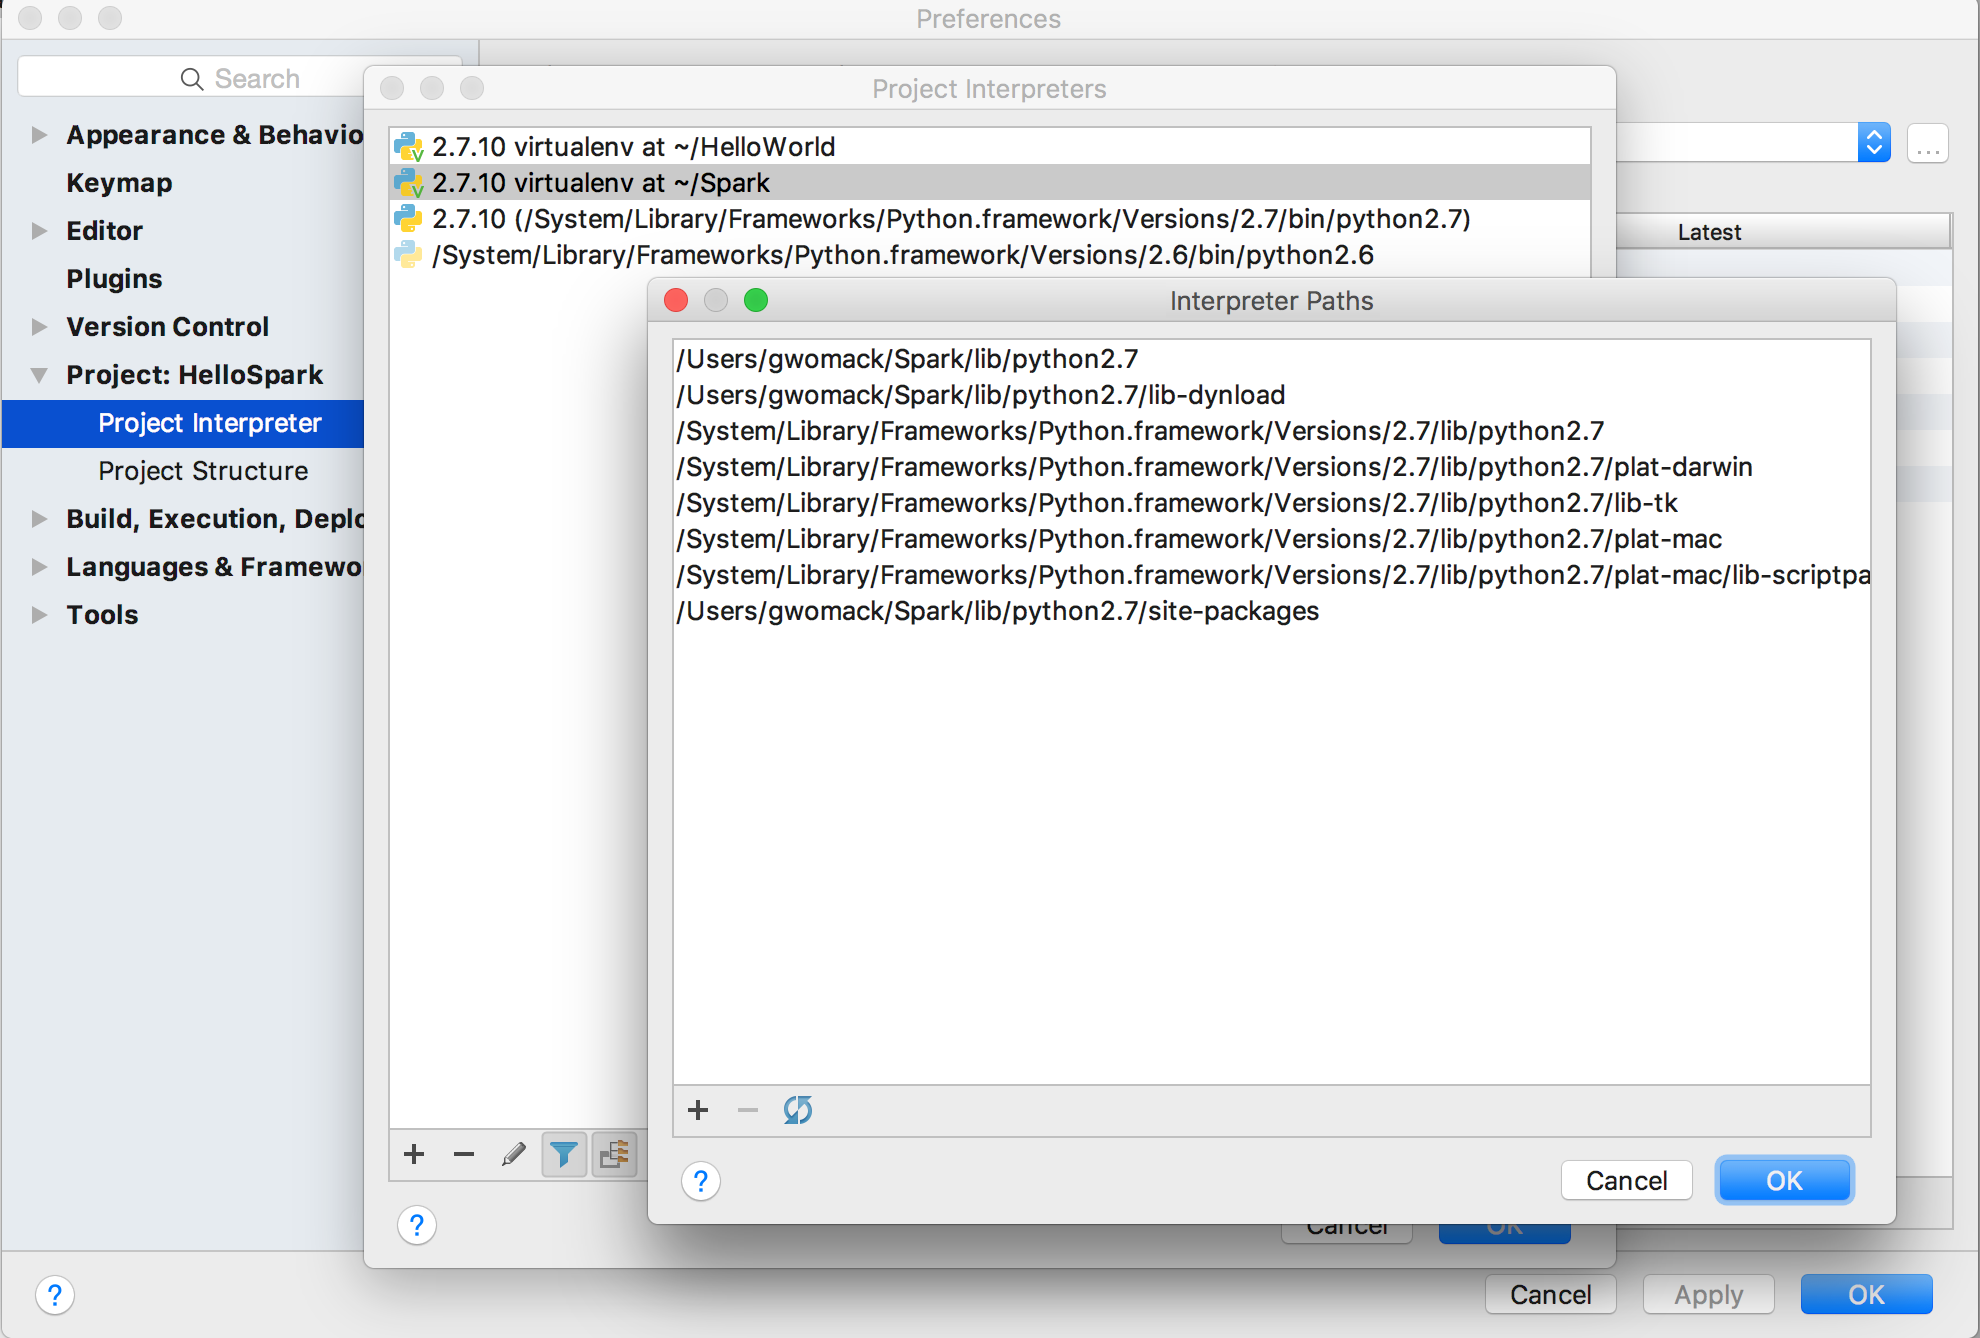 Preferences
Search
Appearance & Behavio
Keymap
Editor
Plugins
Version Control
Project: HelloSpark
Project Interpreter
Project Structure
Build, Execution, Deplo
Languages & Framewo
Tools
Project Interpreters
2.7.10 virtualenv at ~/HelloWorld
2.7.10 virtualenv at ~/Spark
2.7.10 (/System/Library/Frameworks/Python.framework/Versions/2.7/bin/python2.7)
/System/Library/Frameworks/Python.framework/Versions/2.6/bin/python2.6
...
Latest
Interpreter Paths
/Users/gwomack/Spark/lib/python2.7
/Users/gwomack/Spark/lib/python2.7/lib-dynload
/System/Library/Frameworks/Python.framework/Versions/2.7/lib/python2.7
/System/Library/Frameworks/Python.framework/Versions/2.7/lib/python2.7/plat-darwin
/System/Library/Frameworks/Python.framework/Versions/2.7/lib/python2.7/lib-tk
/System/Library/Frameworks/Python.framework/Versions/2.7/lib/python2.7/plat-mac
/System/Library/Frameworks/Python.framework/Versions/2.7/lib/python2.7/plat-mac/lib-scriptpa
/Users/gwomack/Spark/lib/python2.7/site-packages
? Cancel OK
? Cancel OK
? Cancel Apply OK